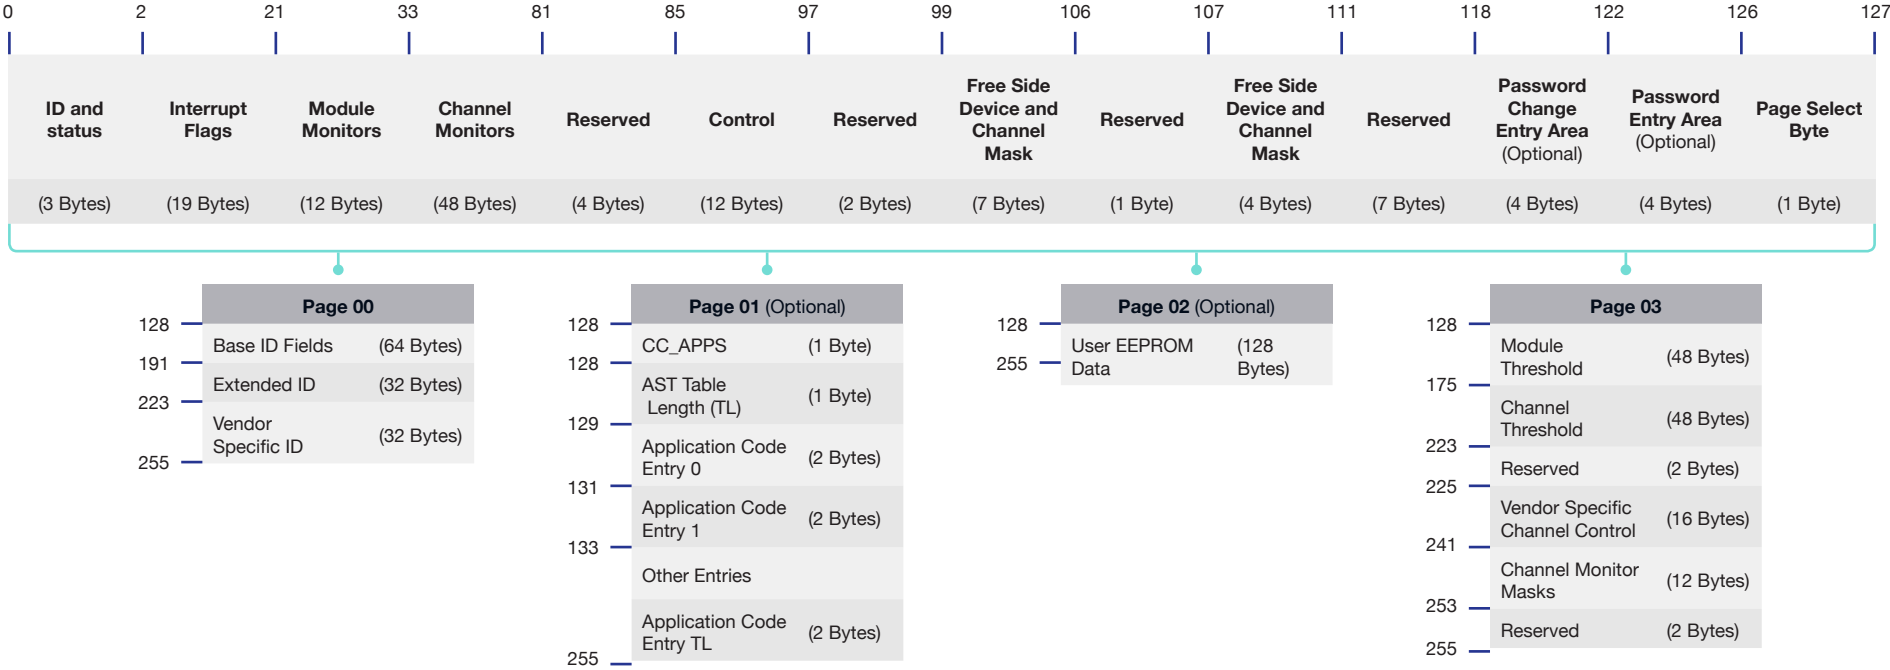 0 2 21 33 81 85 97 99 106 107 111 118 122 126 127
ID and
status
(3 Bytes)
Interrupt
Flags
(19 Bytes)
Module
Monitors
(12 Bytes)
Channel
Monitors
(48 Bytes)
Reserved
(4 Bytes)
Control
(12 Bytes)
Reserved
(2 Bytes)
Free Side
Device and
Channel
Mask
(7 Bytes)
Reserved
(1 Byte)
Free Side
Device and
Channel
Mask
(4 Bytes)
Reserved
(7 Bytes)
Password
Change
Entry Area
(Optional)
(4 Bytes)
Password
Entry Area
(Optional)
(4 Bytes)
Page Select
Byte
(1 Byte)
Page 00
128
Base ID Fields (64 Bytes)
191
Extended ID (32 Bytes)
223
Vendor
Specific ID
(32 Bytes)
255
Page 01 (Optional)
128
CC_APPS (1 Byte)
128
AST Table
Length (TL)
(1 Byte)
129
Application Code
Entry 0
(2 Bytes)
131
Application Code
Entry 1
(2 Bytes)
133
Other Entries
Application Code
Entry TL
(2 Bytes)
255
Page 02 (Optional)
128
User EEPROM
Data
(128
Bytes)
255
Page 03
128
Module
Threshold
(48 Bytes)
175
Channel
Threshold
(48 Bytes)
223
Reserved (2 Bytes)
225
Vendor Specific
Channel Control
(16 Bytes)
241
Channel Monitor
Masks
(12 Bytes)
253
Reserved (2 Bytes)
255